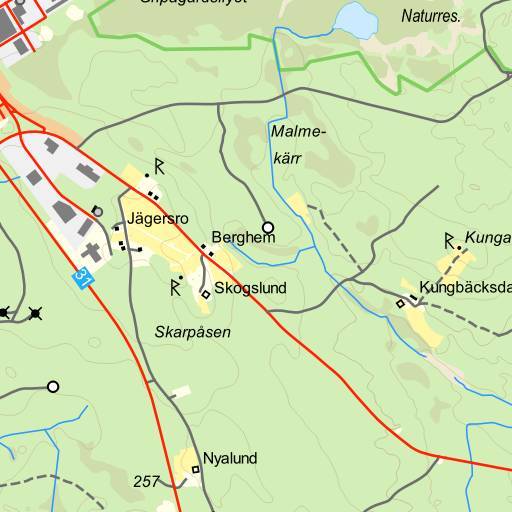 Naturres.
Malme-
kärr
Jägersro
Berghem
Kunga
31
Skogslund
Kungbäcksda
Skarpåsen
Nyalund
257